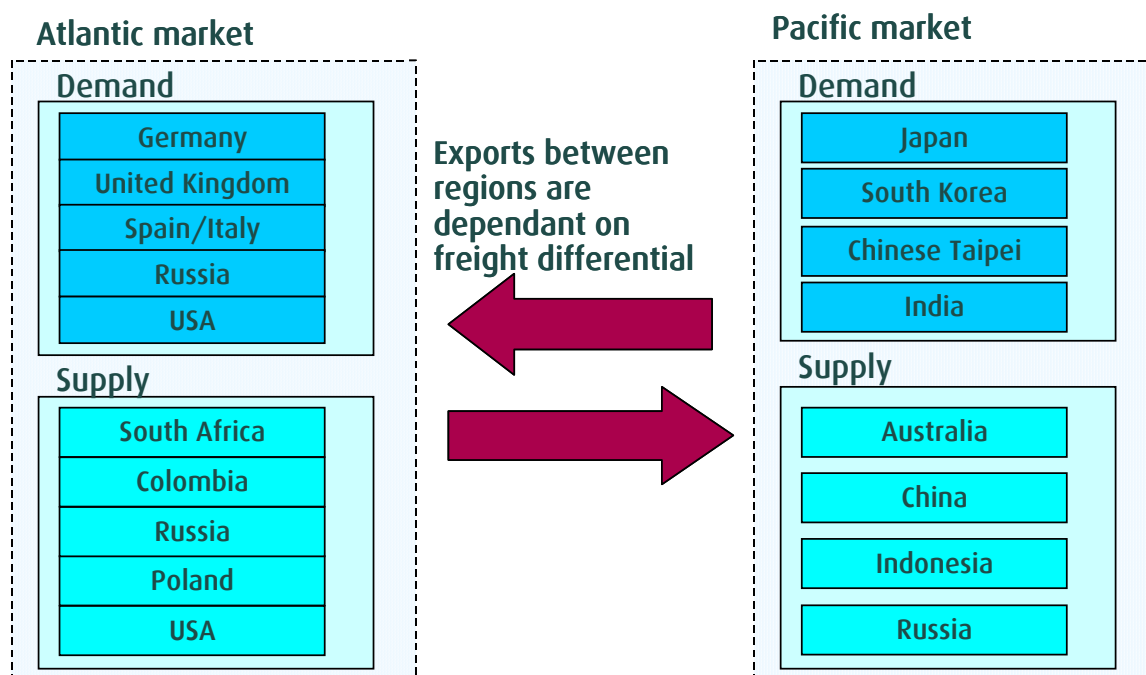 Atlantic market
Demand
Germany
United Kingdom
Spain/Italy
Russia
USA
Supply
South Africa
Colombia
Russia
Poland
USA
Exports between
regions are
dependant on
freight differential
Pacific market
Demand
Japan
South Korea
Chinese Taipei
India
Supply
Australia
China
Indonesia
Russia